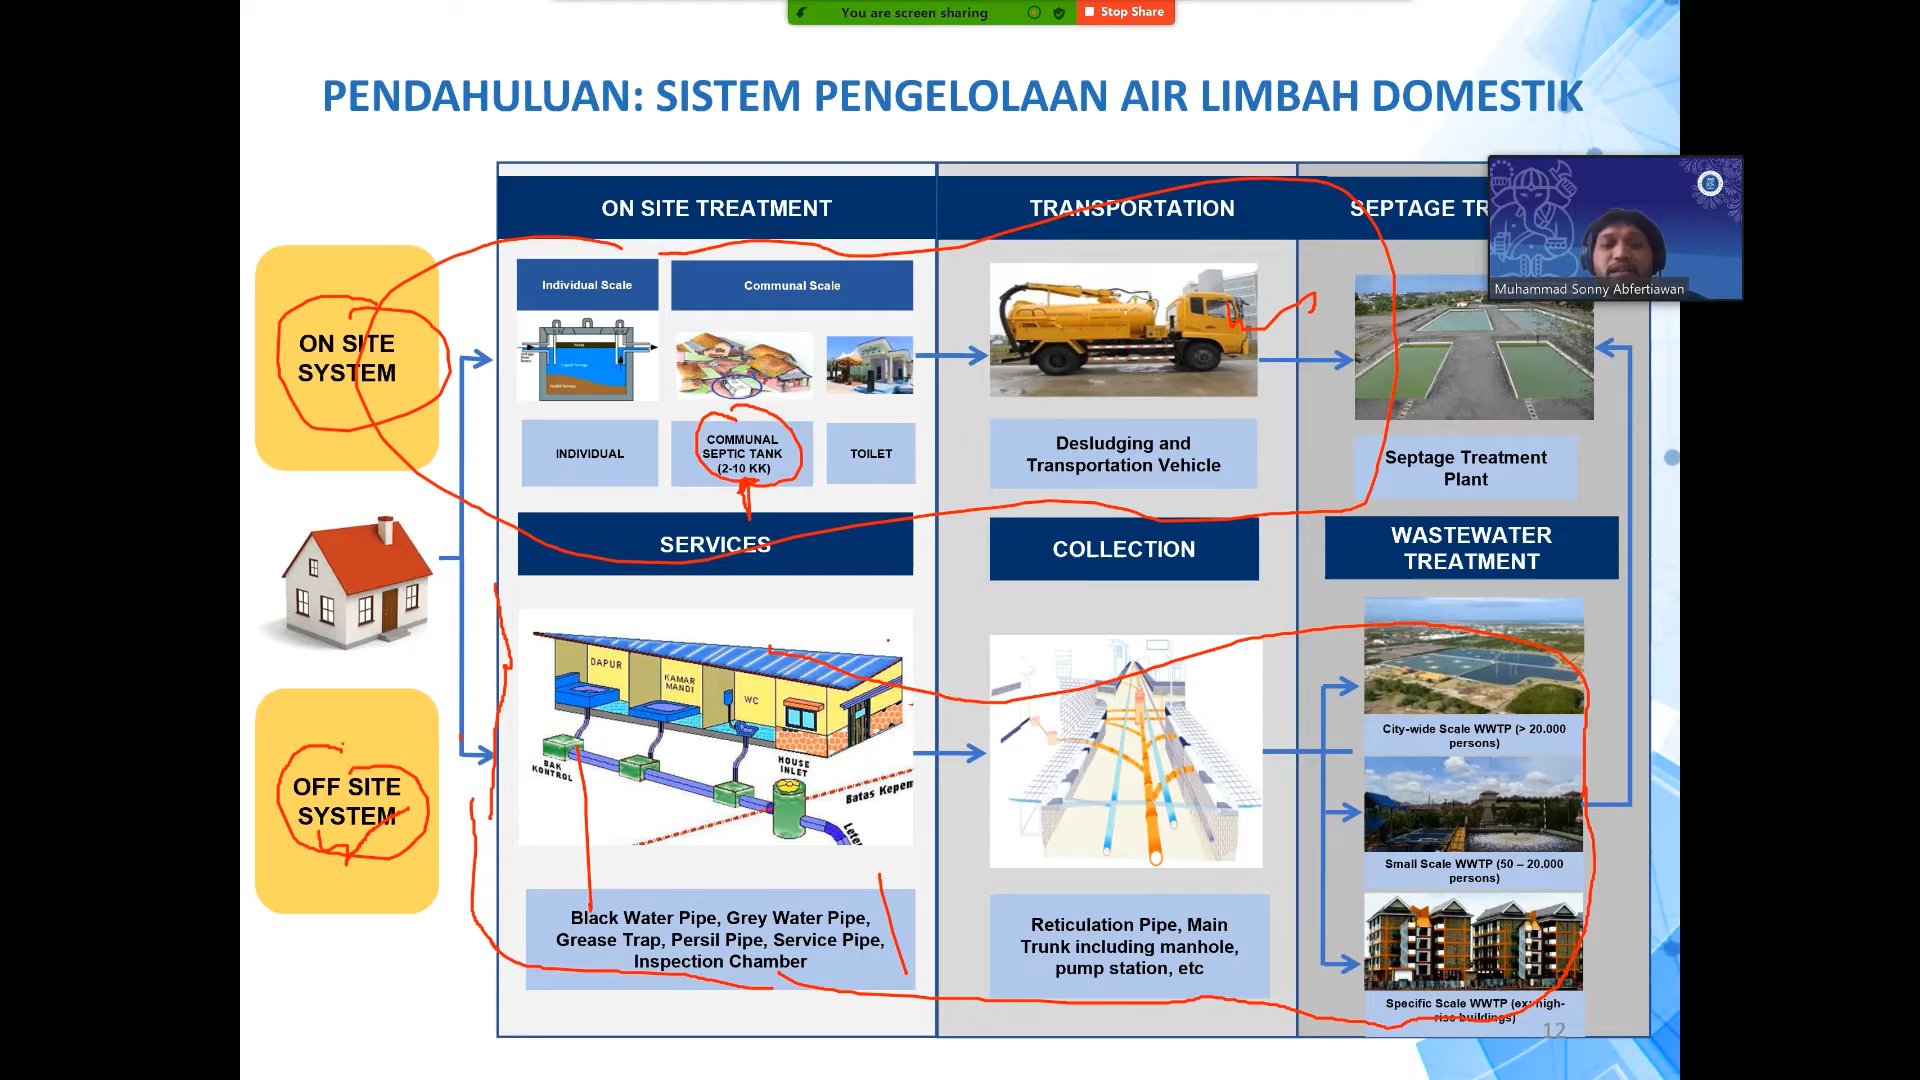 You are screen sharing
Stop Share
PENDAHULUAN: SISTEM PENGELOLAAN AIR LIMBAH DOMESTIK
ON SITE TREATMENT
TRANSPORTATION
SEPTAGE TR
Muhammad Sonny Abfertiawan
ON SITE
SYSTEM
Individual Scale
Communal Scale
INDIVIDUAL
COMMUNAL
SEPTIC TANK
(2-10 KK)
TOILET
Desludging and
Transportation Vehicle
Septage Treatment
Plant
SERVICES
COLLECTION
WASTEWATER
TREATMENT
OFF SITE
SYSTEM
DAPUR
KAMAR
MANDI
WC
BAK
KONTROL
HOUSE
INLET
Batas Kepem
City-wide Scale WWTP (> 20.000
persons)
Small Scale WWTP (50 – 20.000
persons)
Black Water Pipe, Grey Water Pipe,
Grease Trap, Persil Pipe, Service Pipe,
Inspection Chamber
Reticulation Pipe, Main
Trunk including manhole,
pump station, etc
Specific Scale WWTP (ex: high-
rise buildings)
12